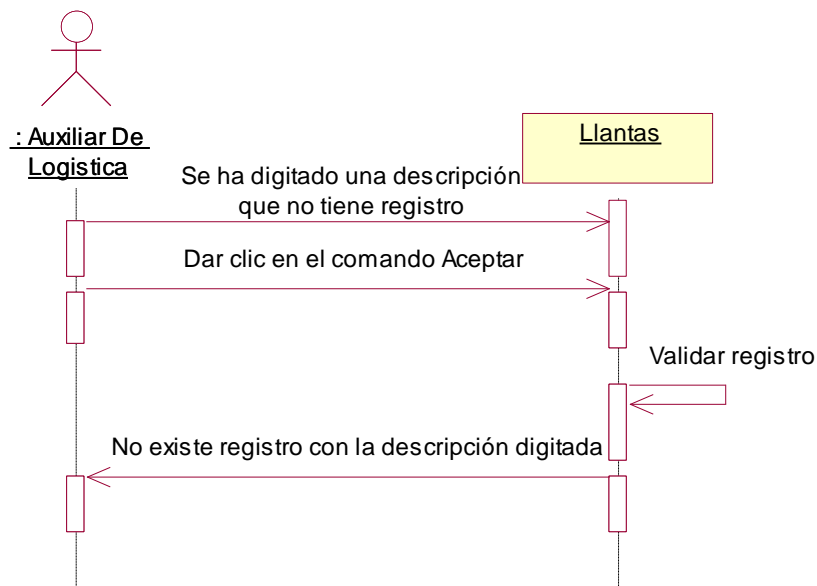 : Auxiliar De
Logistica
Llantas
Se ha digitado una descripción
que no tiene registro
Dar clic en el comando Aceptar
Validar registro
No existe registro con la descripción digitada